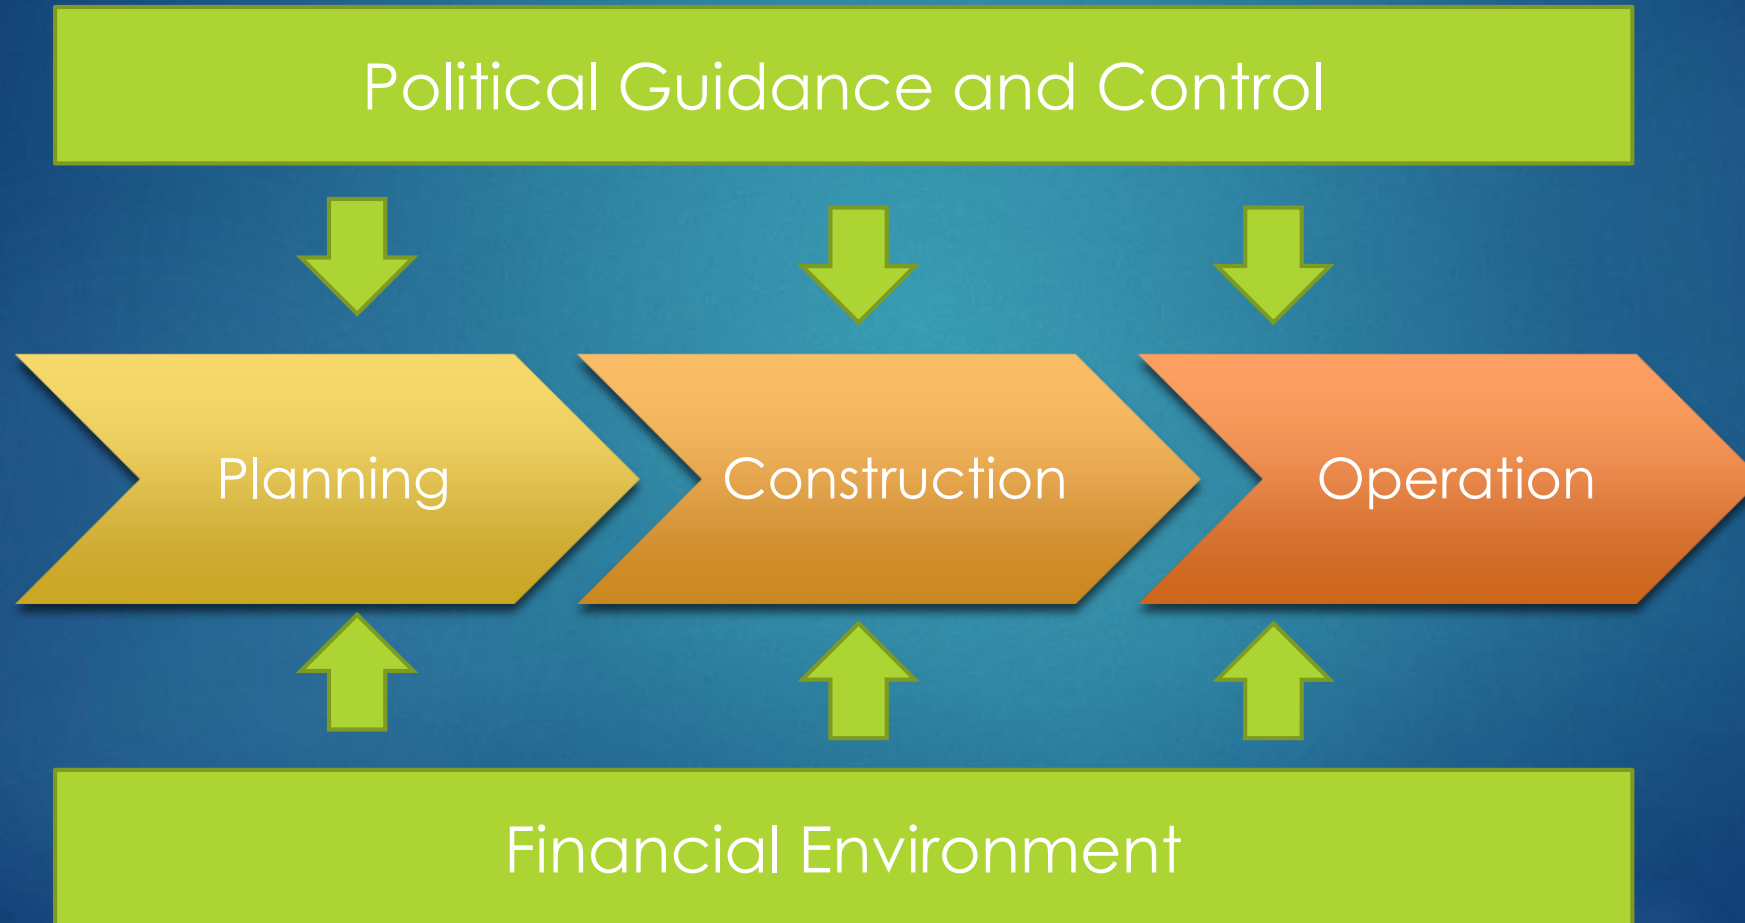 Political Guidance and Control
Planning
Construction
Operation
Financial Environment